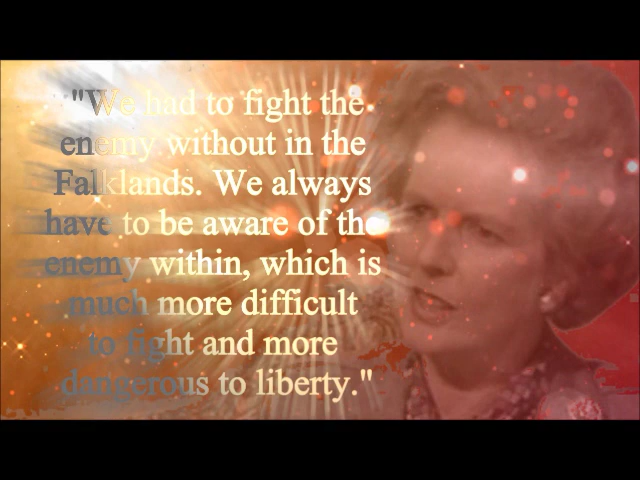 "We had to fight the
enemy without in the
Falklands. We always
have to be aware of the
enemy within, which is
much more difficult
to fight and more
dangerous to liberty."